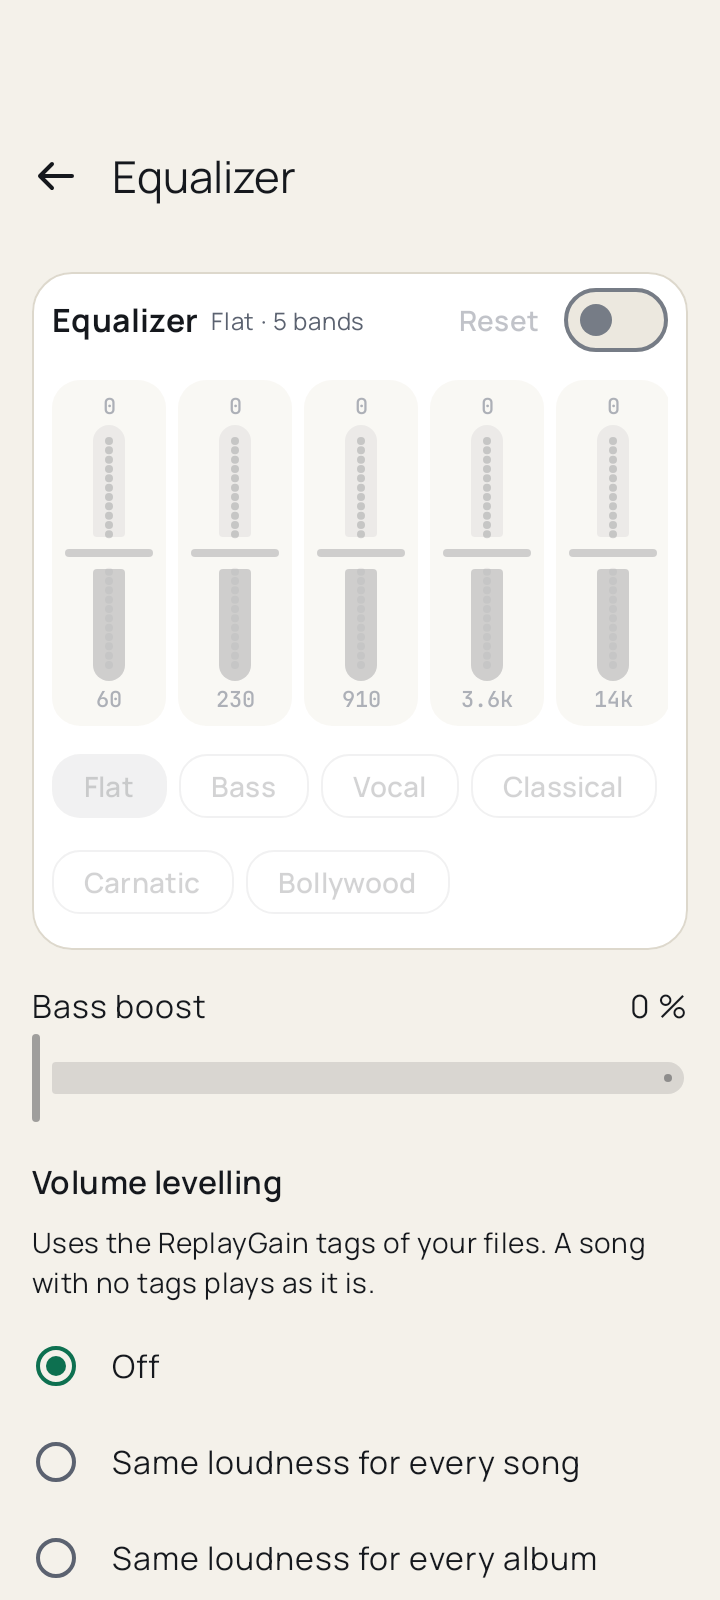 Equalizer
Equalizer Flat · 5 bands Reset
0 0 0 0 0
60 230 910 3.6k 14k
Flat Bass Vocal Classical
Carnatic Bollywood
Bass boost 0 %
Volume levelling
Uses the ReplayGain tags of your files. A song
with no tags plays as it is.
Off
Same loudness for every song
Same loudness for every album